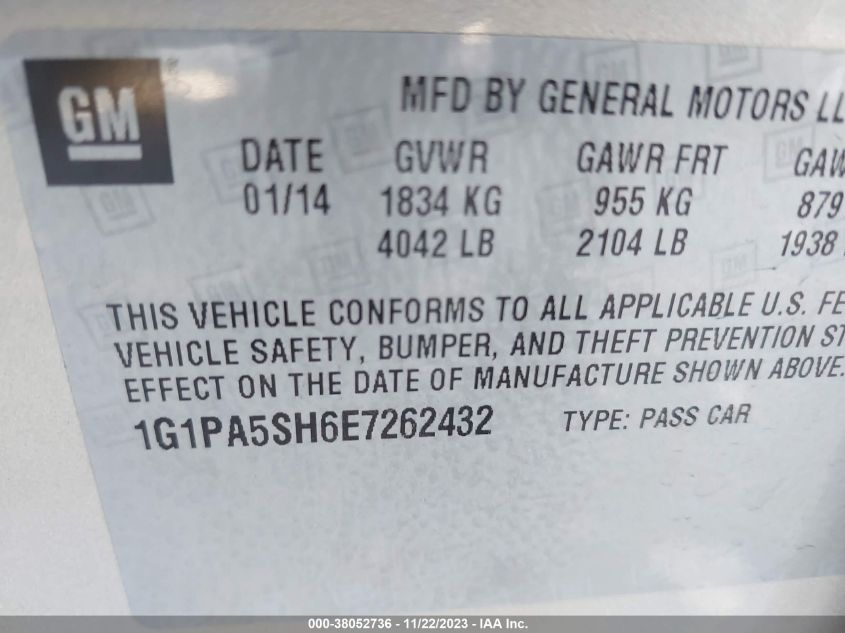 GM
MFD BY GENERAL MOTORS LL
DATE GVWR GAWR FRT GAW
01/14 1834 KG 955 KG 879
4042 LB 2104 LB 1938
THIS VEHICLE CONFORMS TO ALL APPLICABLE U.S. FE
VEHICLE SAFETY, BUMPER, AND THEFT PREVENTION ST
EFFECT ON THE DATE OF MANUFACTURE SHOWN ABOVE.
1G1PA5SH6E7262432 TYPE: PASS CAR
000-38052736 - 11/22/2023 - IAA Inc.